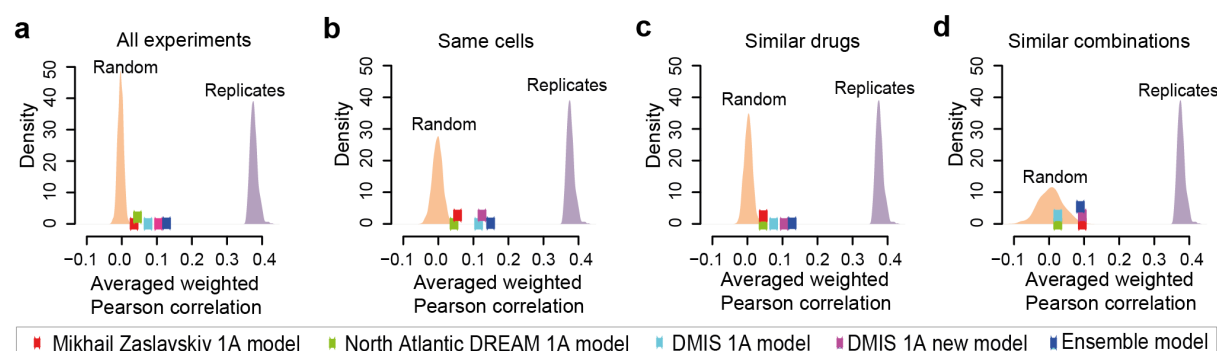 a
All experiments
Random
Replicates
Density
0 10 20 30 40 50
−0.1 0.0 0.1 0.2 0.3 0.4
Averaged weighted
Pearson correlation
b
Same cells
Random
Replicates
Density
0 10 20 30 40 50
−0.1 0.0 0.1 0.2 0.3 0.4
Averaged weighted
Pearson correlation
c
Similar drugs
Random
Replicates
Density
0 10 20 30 40 50
−0.1 0.0 0.1 0.2 0.3 0.4
Averaged weighted
Pearson correlation
d
Similar combinations
Random
Replicates
Density
0 10 20 30 40 50
−0.1 0.0 0.1 0.2 0.3 0.4
Averaged weighted
Pearson correlation
Mikhail Zaslavskiy 1A model North Atlantic DREAM 1A model DMIS 1A model DMIS 1A new model Ensemble model